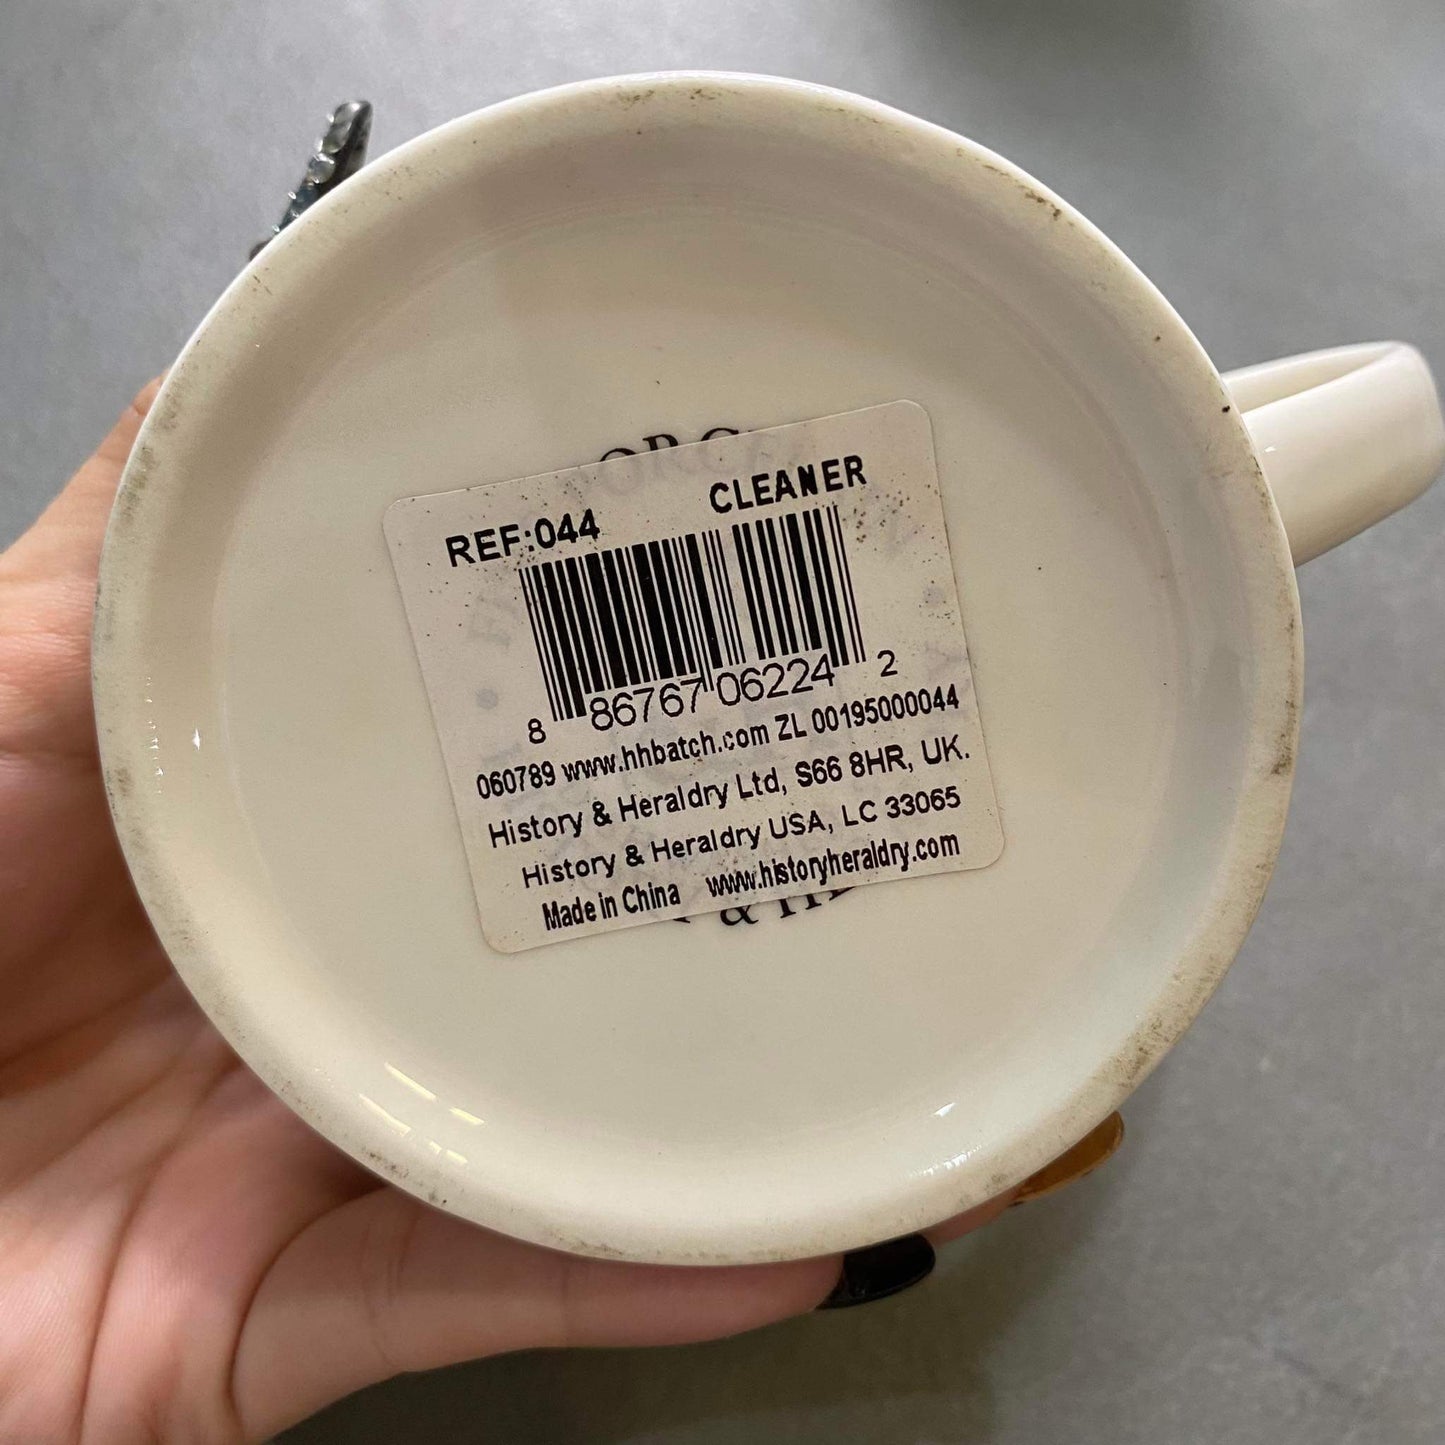 ORC
REF:044 CLEANER
8 86767 06224 2
060789 www.hhbatch.com ZL 00195000044
History & Heraldry Ltd, S66 8HR, UK.
History & Heraldry USA, LC 33065
Made in China www.historyheraldry.com
&